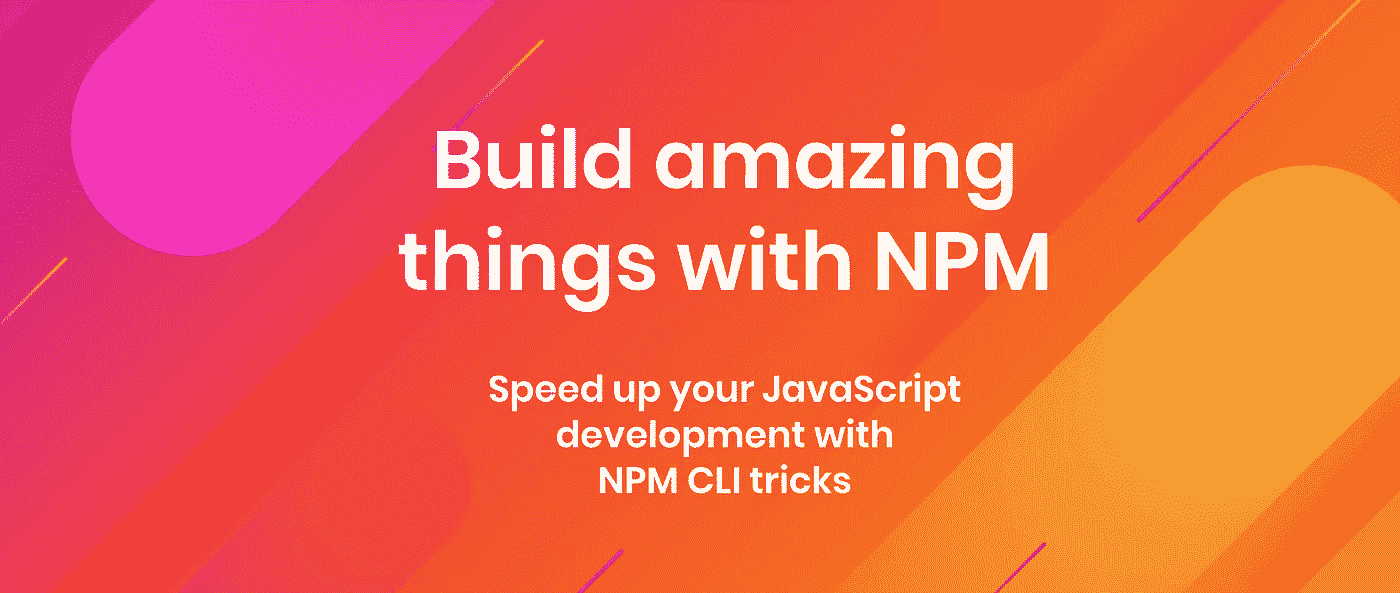 Build amazing
things with NPM
Speed up your JavaScript
development with
NPM CLI tricks